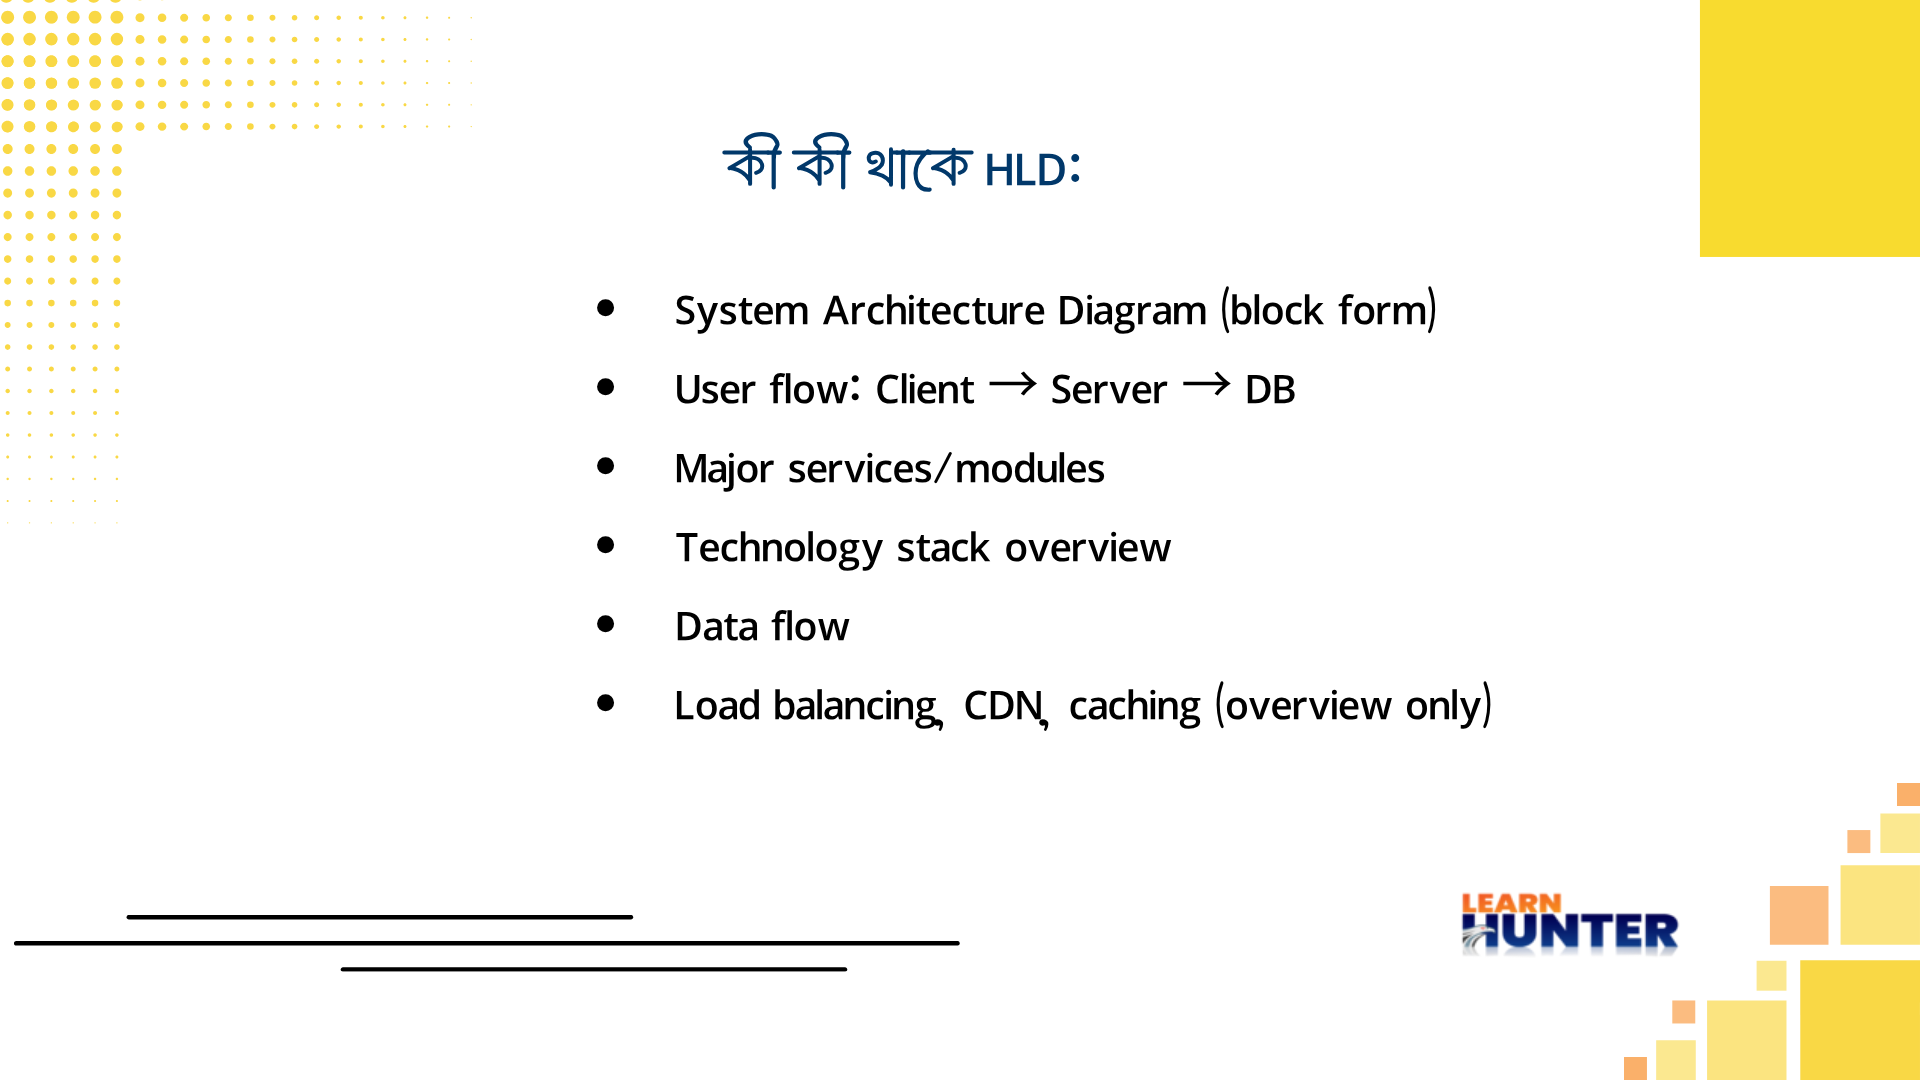 কী কী থাকে HLD:
• System Architecture Diagram (block form)
• User flow: Client → Server → DB
• Major services/modules
• Technology stack overview
• Data flow
• Load balancing, CDN, caching (overview only)
LEARN
HUNTER